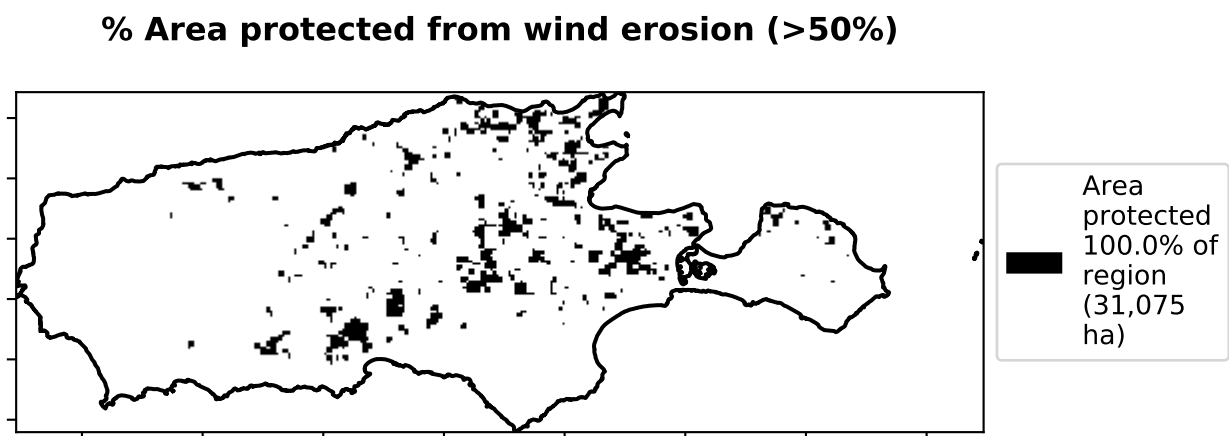 % Area protected from wind erosion (>50%)
Area
protected
100.0% of
region
(31,075
ha)